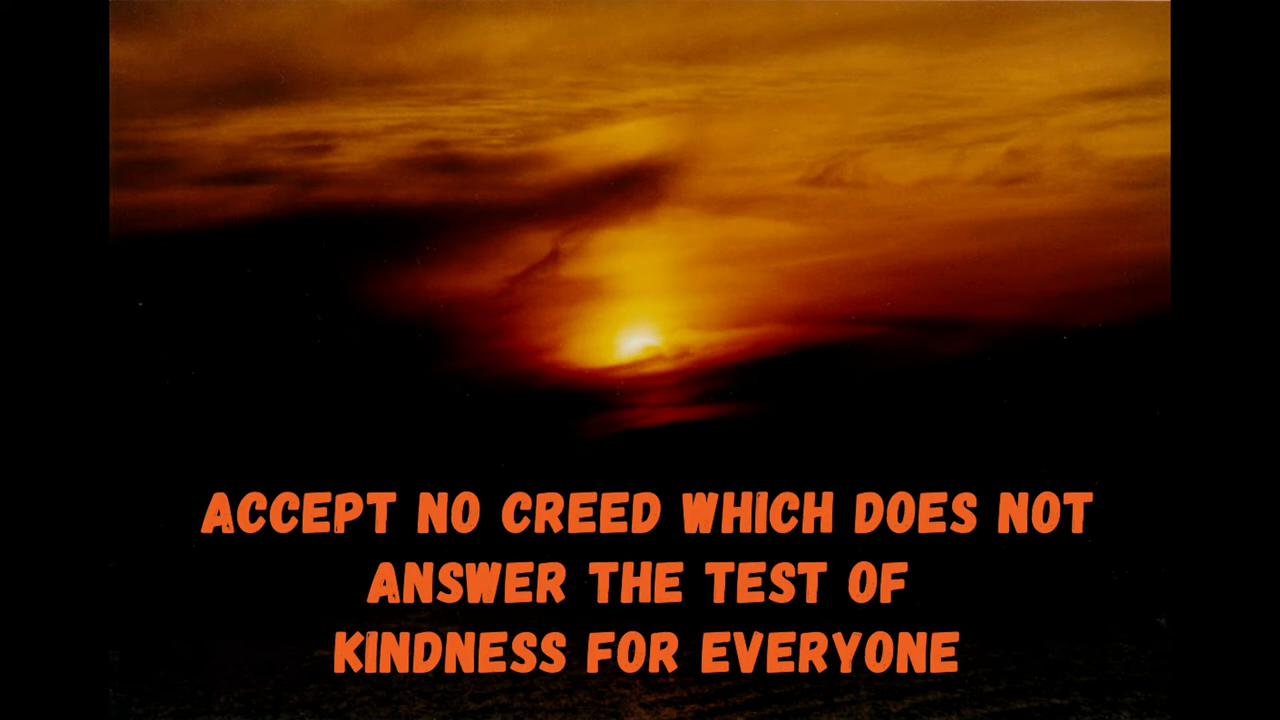 ACCEPT NO CREED WHICH DOES NOT
ANSWER THE TEST OF
KINDNESS FOR EVERYONE